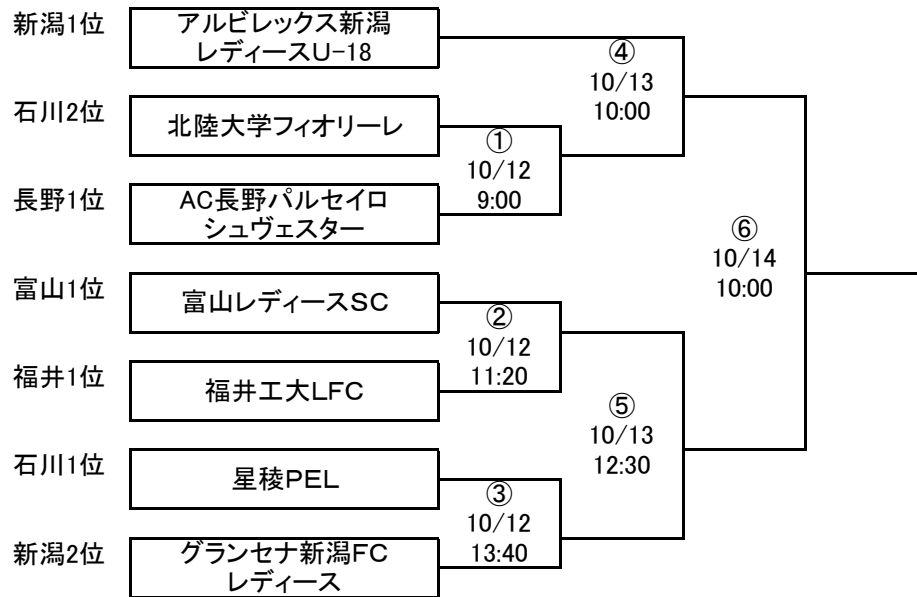 新潟1位
アルビレックス新潟
レディースU-18
④
10/13
10:00
石川2位
北陸大学フィオリーレ
①
10/12
9:00
長野1位
AC長野パルセイロ
シュヴェスター
⑥
10/14
10:00
富山1位
富山レディースSC
②
10/12
11:20
福井1位
福井工大LFC
⑤
10/13
12:30
石川1位
星稜PEL
③
10/12
13:40
新潟2位
グランセナ新潟FC
レディース